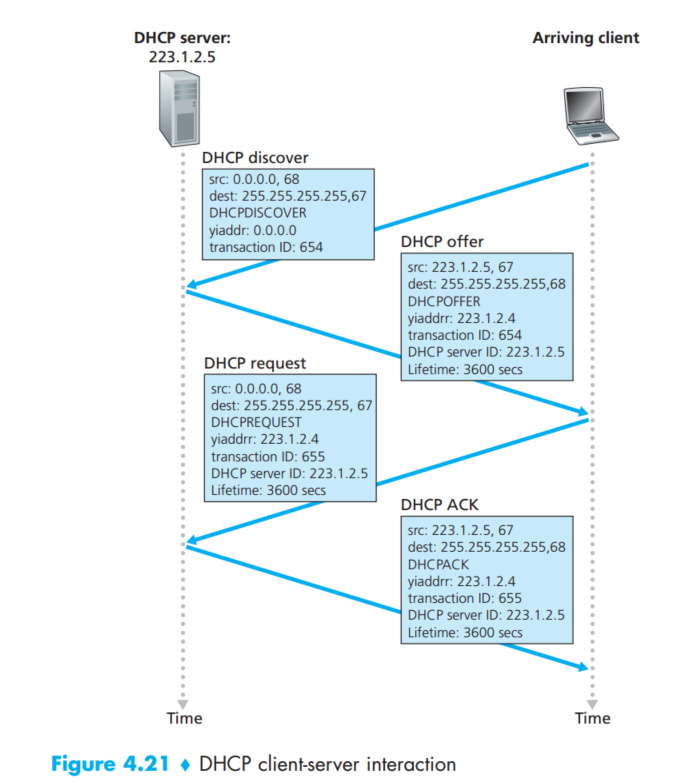 DHCP server:
223.1.2.5
Arriving client
DHCP discover
src: 0.0.0.0, 68
dest: 255.255.255.255,67
DHCPDISCOVER
yiaddr: 0.0.0.0
transaction ID: 654
DHCP offer
src: 223.1.2.5, 67
dest: 255.255.255.255,68
DHCPOFFER
yiaddrr: 223.1.2.4
transaction ID: 654
DHCP server ID: 223.1.2.5
Lifetime: 3600 secs
DHCP request
src: 0.0.0.0, 68
dest: 255.255.255.255, 67
DHCPREQUEST
yiaddrr: 223.1.2.4
transaction ID: 655
DHCP server ID: 223.1.2.5
Lifetime: 3600 secs
DHCP ACK
src: 223.1.2.5, 67
dest: 255.255.255.255,68
DHCPACK
yiaddrr: 223.1.2.4
transaction ID: 655
DHCP server ID: 223.1.2.5
Lifetime: 3600 secs
Time
Time
Figure 4.21 ♦ DHCP client-server interaction